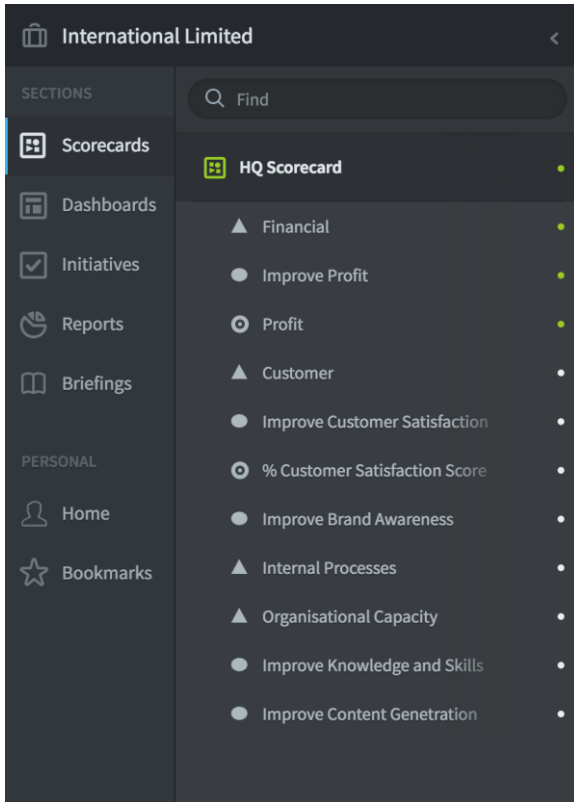 International Limited
SECTIONS
Scorecards
Dashboards
Initiatives
Reports
Briefings
PERSONAL
Home
Bookmarks
Find
HQ Scorecard
Financial
Improve Profit
Profit
Customer
Improve Customer Satisfaction
% Customer Satisfaction Score
Improve Brand Awareness
Internal Processes
Organisational Capacity
Improve Knowledge and Skills
Improve Content Genetration